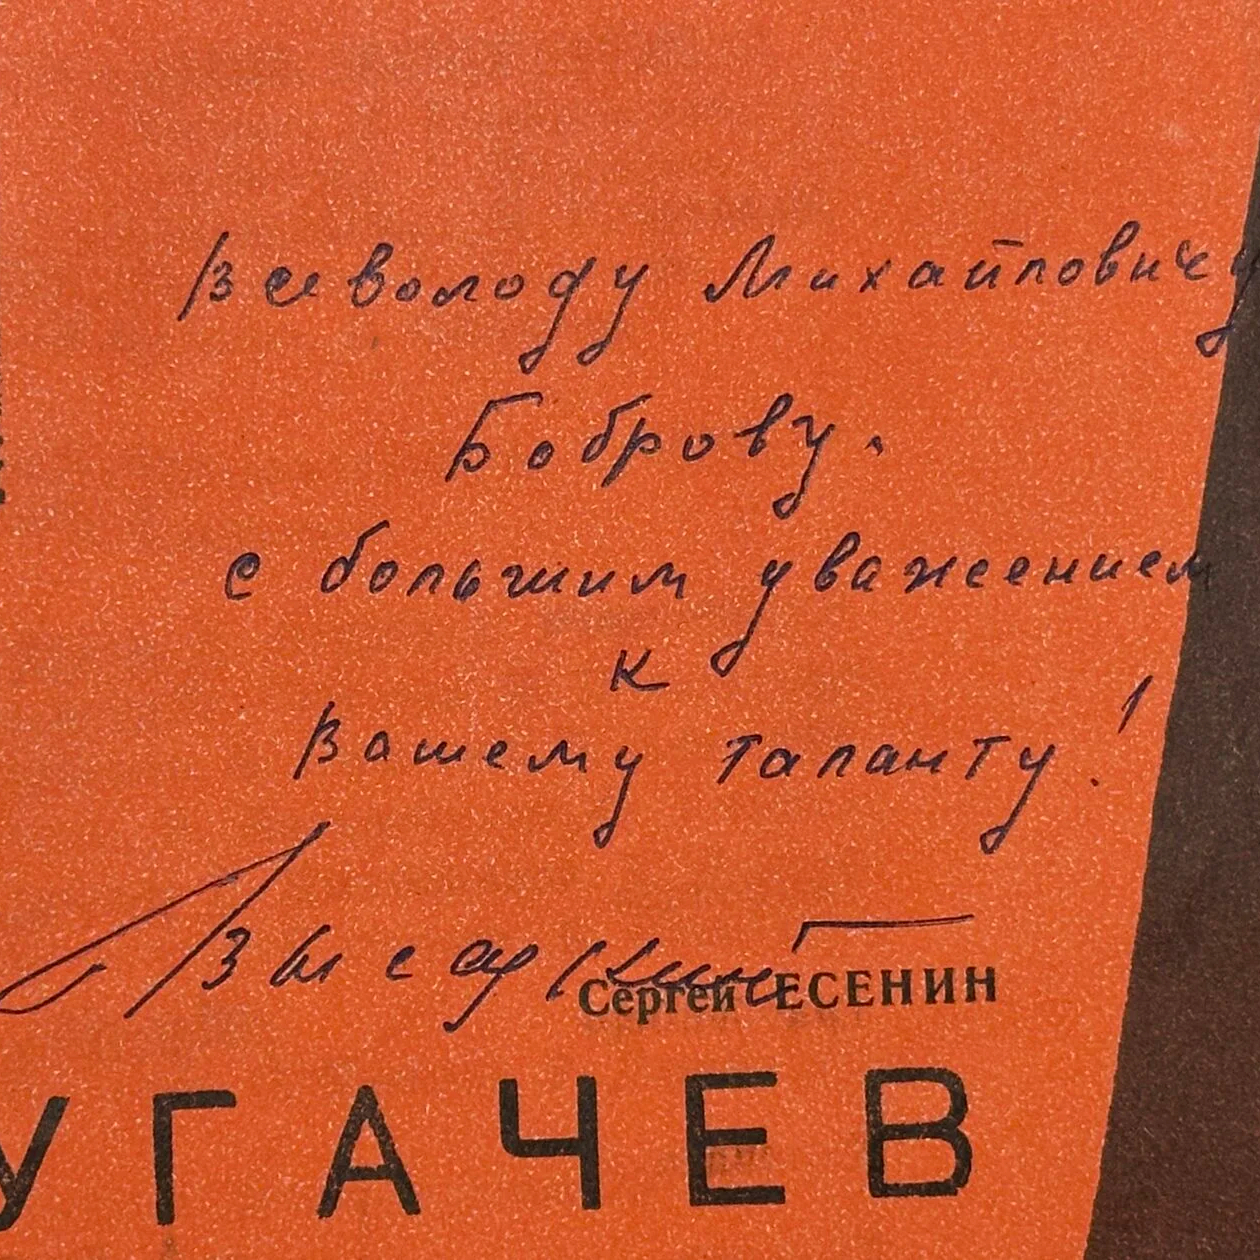 Всеволоду Михайловичу
Боброву.
с большим уважением
к
Вашему таланту!
Сергей ЕСЕНИН
УГАЧЕВ